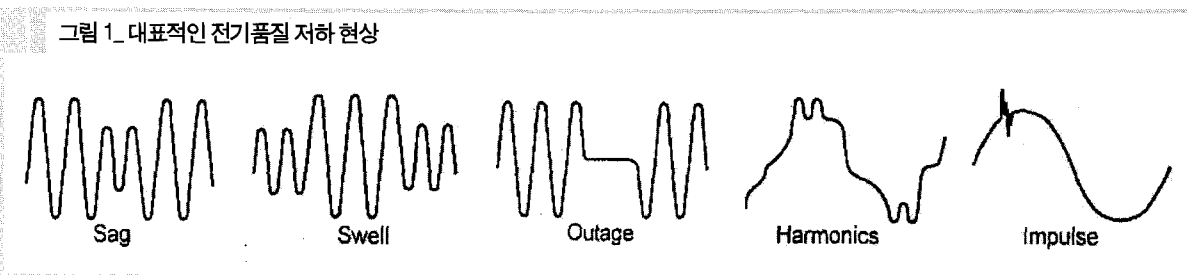 그림 1_ 대표적인 전기품질 저하 현상
Sag
Swell
Outage
Harmonics
Impulse